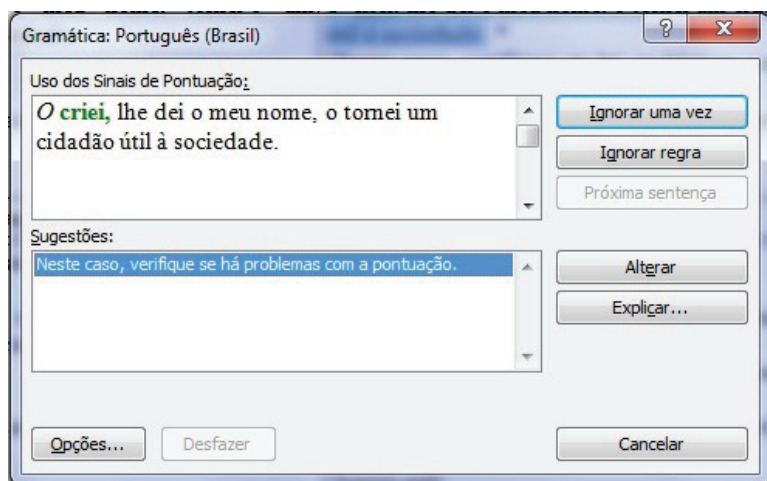 Gramática: Português (Brasil)
Uso dos Sinais de Pontuação:
O criei, lhe dei o meu nome, o tornei um
cidadão útil à sociedade.
Ignorar uma vez
Ignorar regra
Próxima sentença
Sugestões:
Neste caso, verifique se há problemas com a pontuação.
Alterar
Explicar...
Opções...
Desfazer
Cancelar